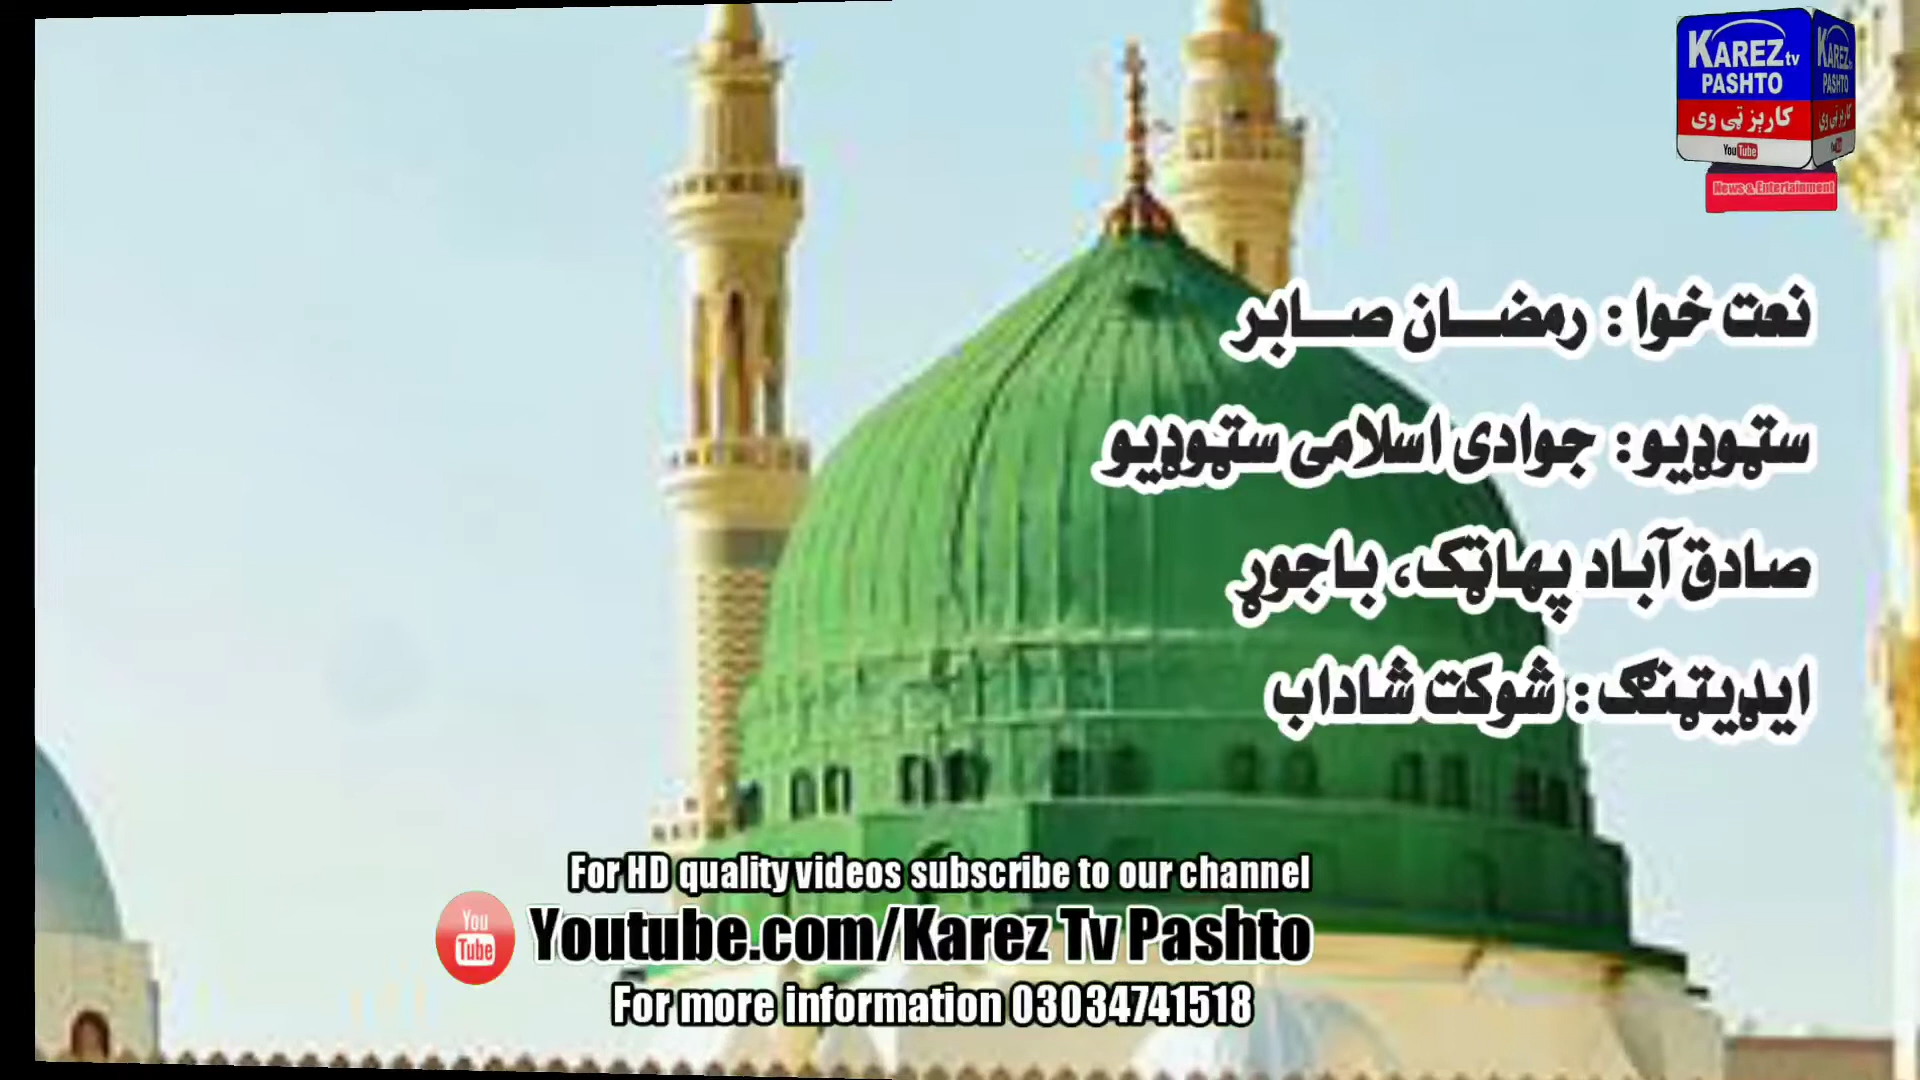 KAREZ tv
PASHTO
کاریز ټی وی
YouTube
News & Entertainment
نعت خوا : رمضان صابر
سټوډیو: جوادی اسلامی سټوډیو
صادق آباد پھاټک، باجوړ
ایډیټنګ: شوکت شاداب
For HD quality videos subscribe to our channel
You Tube Youtube.com/Karez Tv Pashto
For more information 03034741518